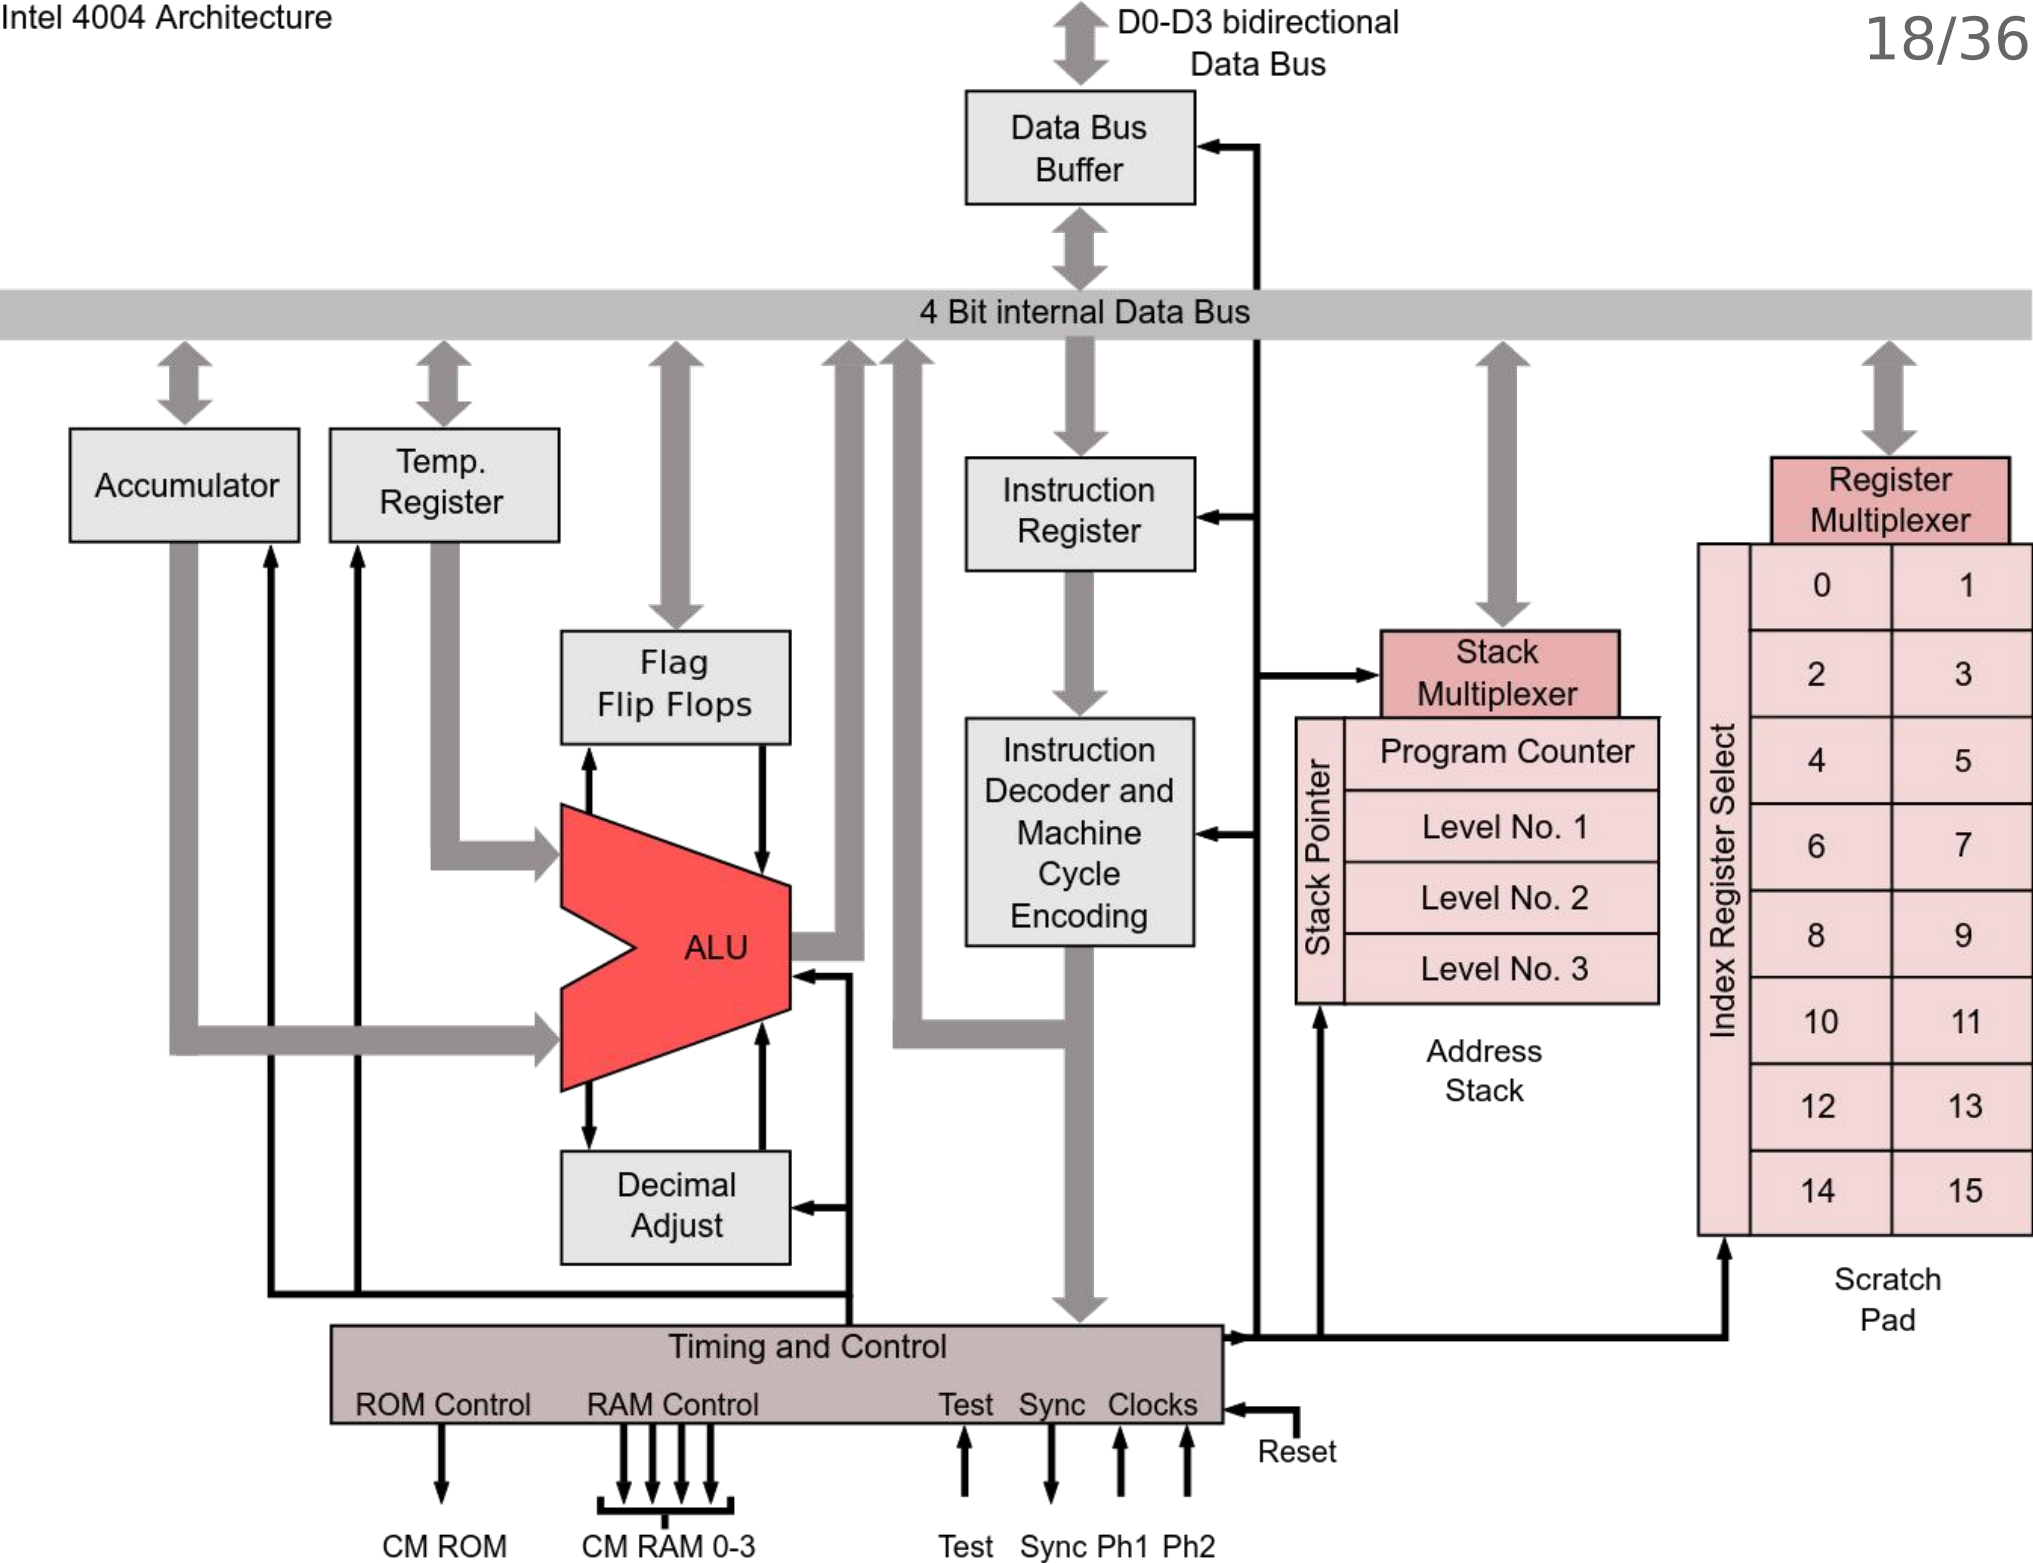 Intel 4004 Architecture
D0-D3 bidirectional
Data Bus
18/36
Data Bus
Buffer
4 Bit internal Data Bus
Accumulator
Temp.
Register
Instruction
Register
Register
Multiplexer
Flag
Flip Flops
Stack
Multiplexer
Instruction
Decoder and
Machine
Cycle
Encoding
Stack Pointer
Program Counter
Level No. 1
Level No. 2
Level No. 3
Address
Stack
Index Register Select
0 1
2 3
4 5
6 7
8 9
10 11
12 13
14 15
Scratch
Pad
ALU
Decimal
Adjust
Timing and Control
ROM Control RAM Control Test Sync Clocks
Reset
CM ROM CM RAM 0-3 Test Sync Ph1 Ph2